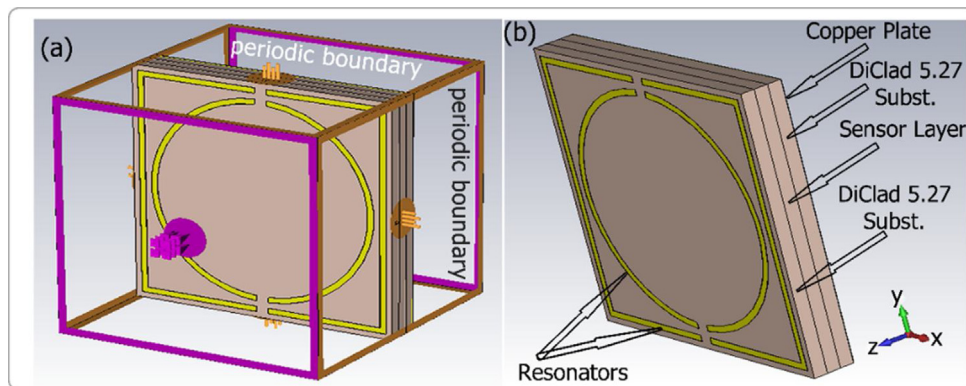 (a)
periodic boundary
periodic boundary
(b)
Copper Plate
DiClad 5.27
Subst.
Sensor Layer
DiClad 5.27
Subst.
Resonators
y
x
z